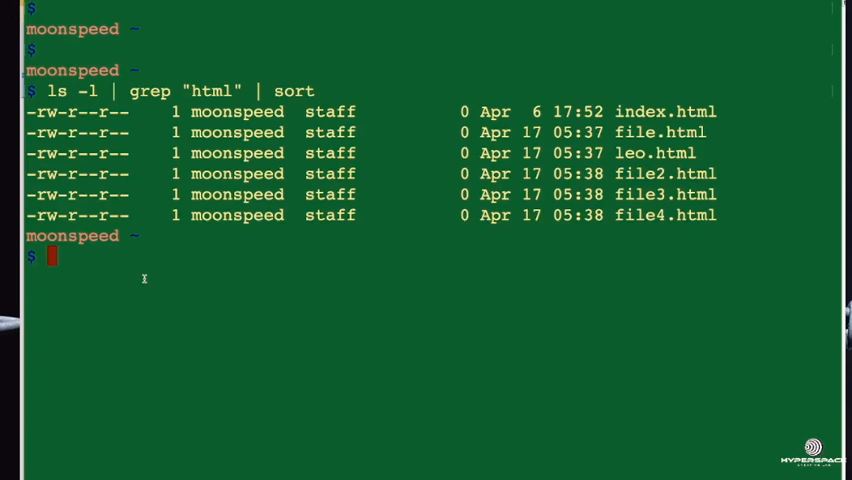 $
moonspeed ~
$
moonspeed ~
$ ls -l | grep "html" | sort
-rw-r--r--    1 moonspeed  staff          0 Apr  6 17:52 index.html
-rw-r--r--    1 moonspeed  staff          0 Apr 17 05:37 file.html
-rw-r--r--    1 moonspeed  staff          0 Apr 17 05:37 leo.html
-rw-r--r--    1 moonspeed  staff          0 Apr 17 05:38 file2.html
-rw-r--r--    1 moonspeed  staff          0 Apr 17 05:38 file3.html
-rw-r--r--    1 moonspeed  staff          0 Apr 17 05:38 file4.html
moonspeed ~
$
HYPERSPACE